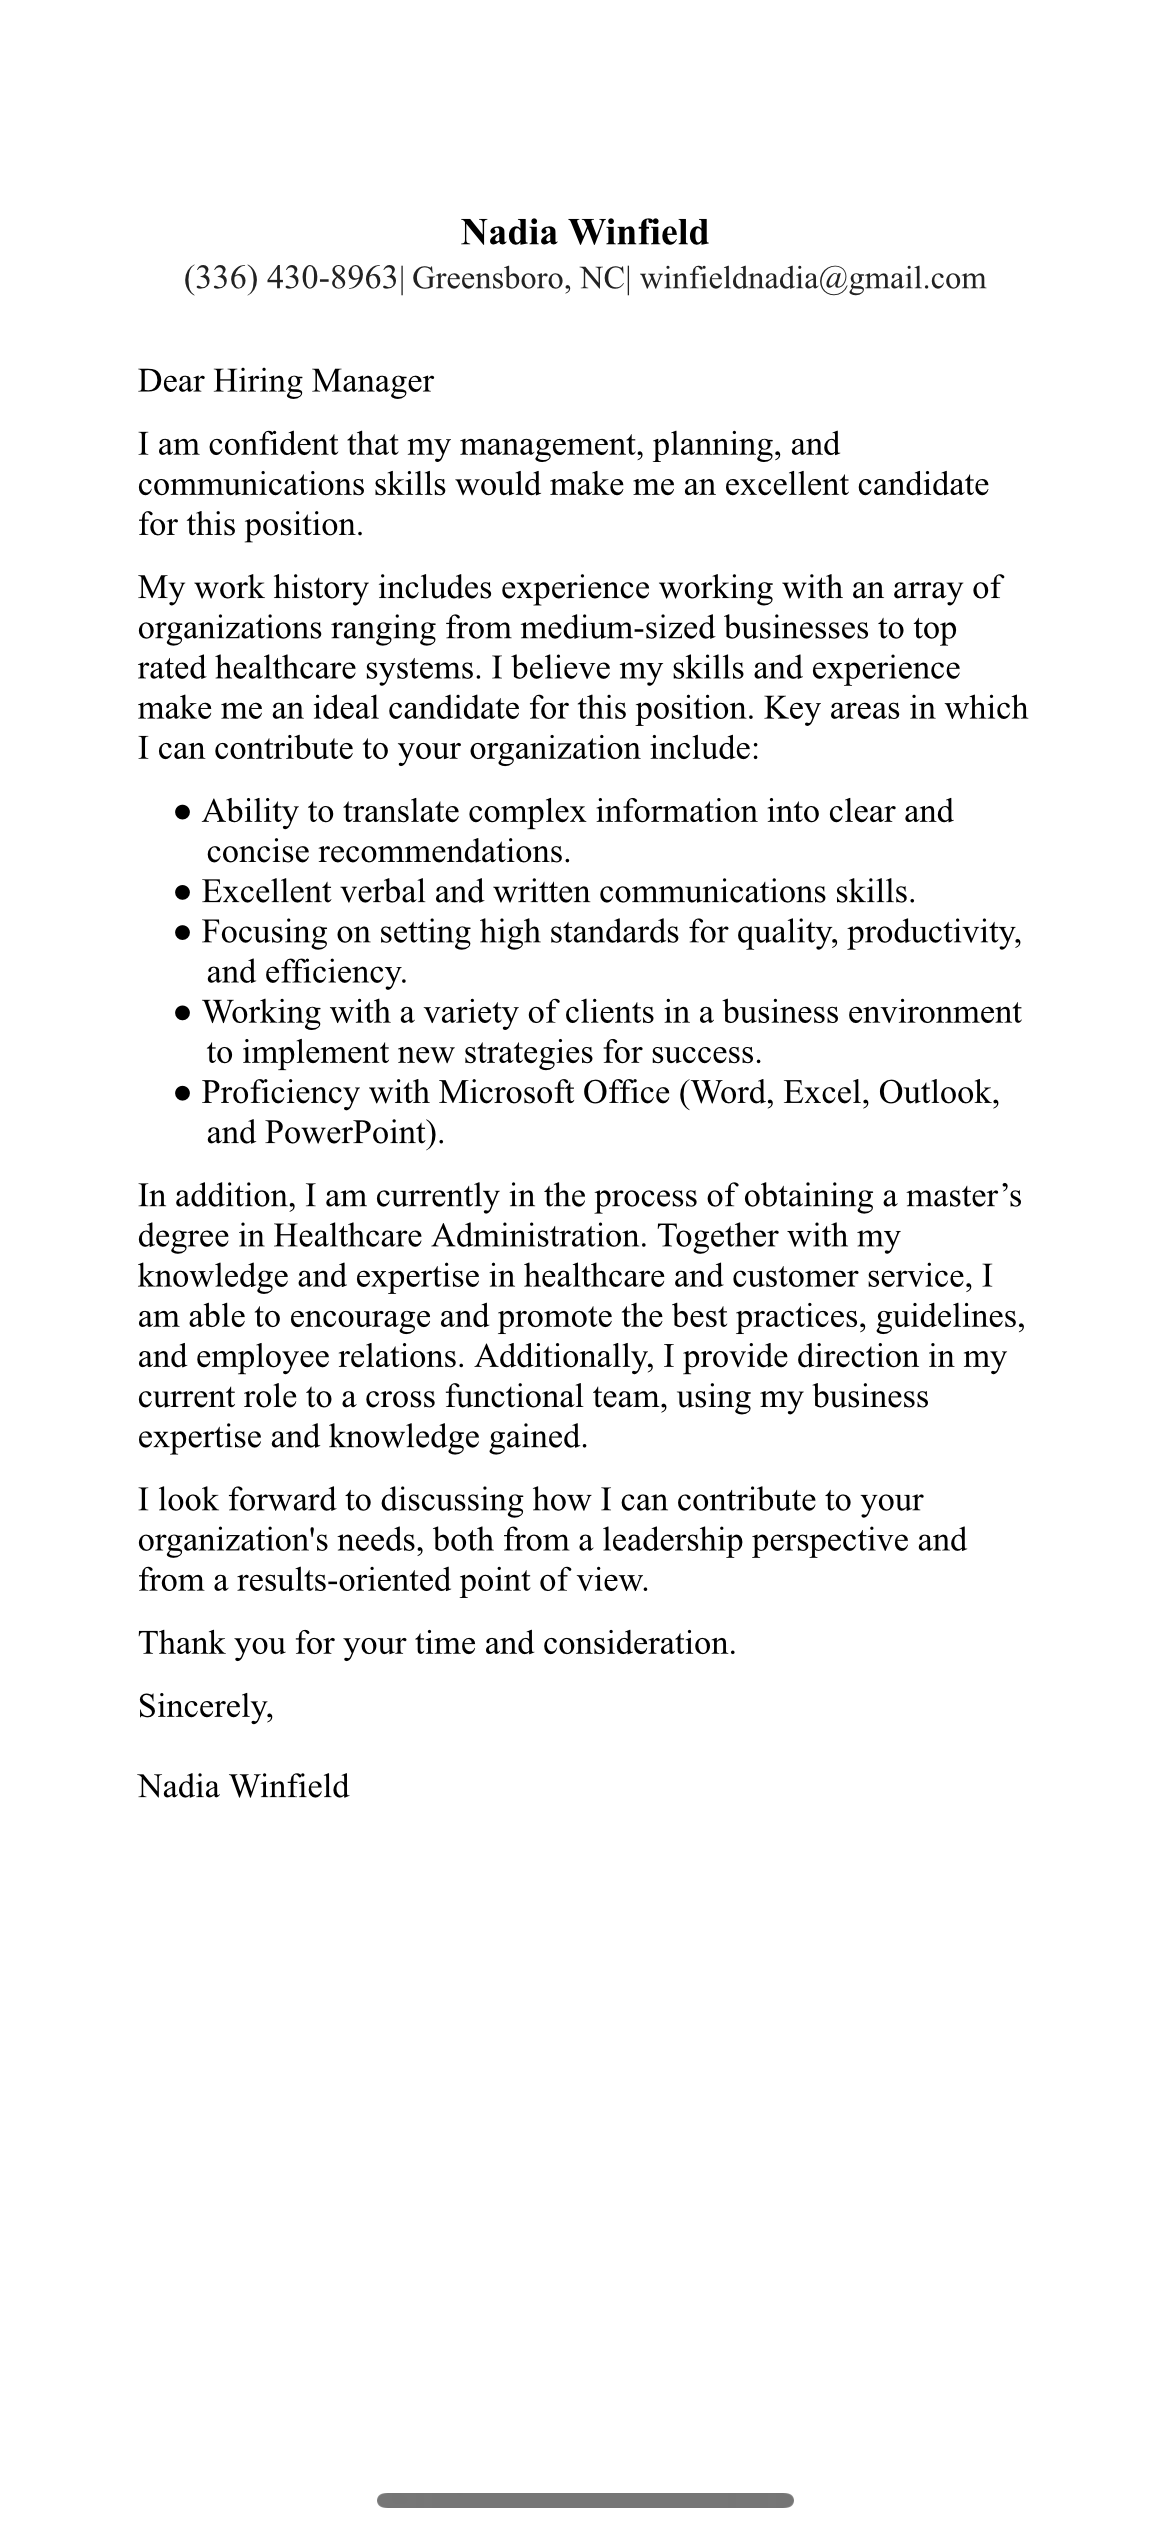 Nadia Winfield
(336) 430-8963| Greensboro, NC| winfieldnadia@gmail.com
Dear Hiring Manager
I am confident that my management, planning, and
communications skills would make me an excellent candidate
for this position.
My work history includes experience working with an array of
organizations ranging from medium-sized businesses to top
rated healthcare systems. I believe my skills and experience
make me an ideal candidate for this position. Key areas in which
I can contribute to your organization include:
● Ability to translate complex information into clear and
concise recommendations.
● Excellent verbal and written communications skills.
● Focusing on setting high standards for quality, productivity,
and efficiency.
● Working with a variety of clients in a business environment
to implement new strategies for success.
● Proficiency with Microsoft Office (Word, Excel, Outlook,
and PowerPoint).
In addition, I am currently in the process of obtaining a master’s
degree in Healthcare Administration. Together with my
knowledge and expertise in healthcare and customer service, I
am able to encourage and promote the best practices, guidelines,
and employee relations. Additionally, I provide direction in my
current role to a cross functional team, using my business
expertise and knowledge gained.
I look forward to discussing how I can contribute to your
organization's needs, both from a leadership perspective and
from a results-oriented point of view.
Thank you for your time and consideration.
Sincerely,
Nadia Winfield